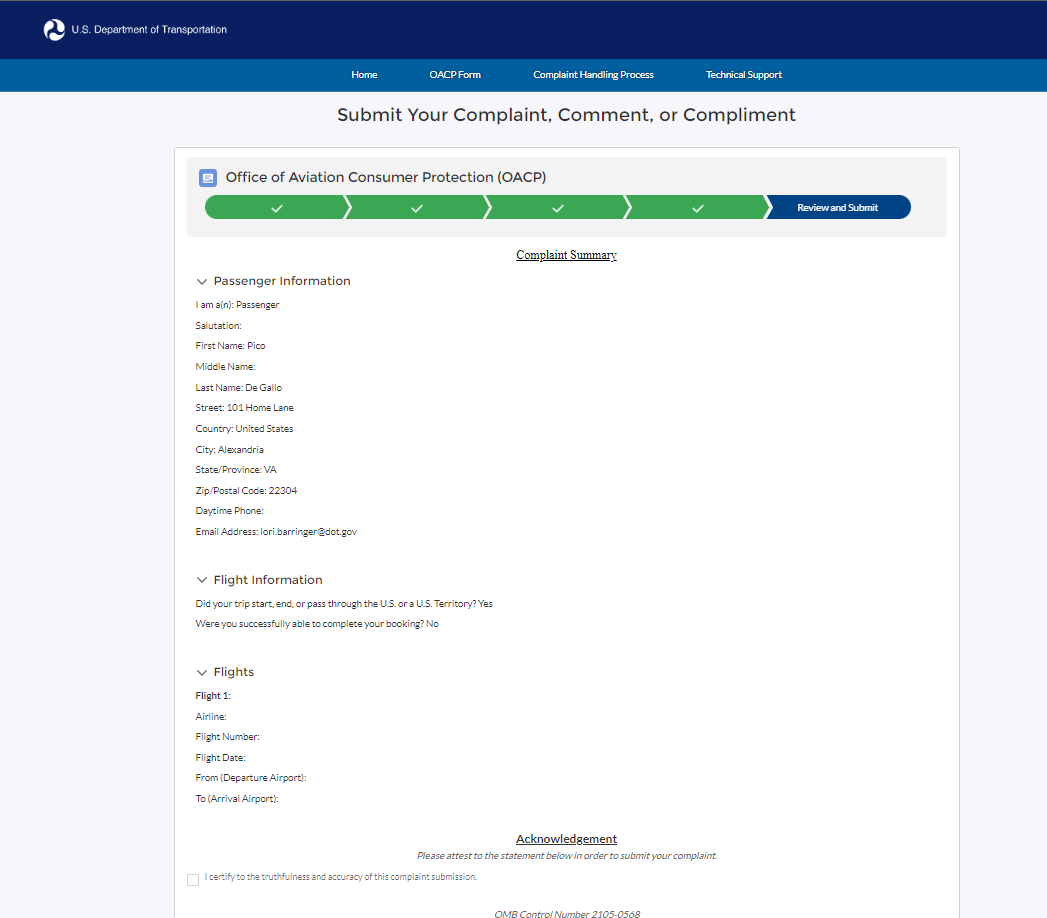 U.S. Department of Transportation
Home OACP Form Complaint Handling Process Technical Support
Submit Your Complaint, Comment, or Compliment
Office of Aviation Consumer Protection (OACP)
Review and Submit
Complaint Summary
Passenger Information
I am a(n): Passenger
Salutation:
First Name: Pico
Middle Name:
Last Name: De Gallo
Street: 101 Home Lane
Country: United States
City: Alexandria
State/Province: VA
Zip/Postal Code: 22304
Daytime Phone:
Email Address: lori.barringer@dot.gov
Flight Information
Did your trip start, end, or pass through the U.S. or a U.S. Territory? Yes
Were you successfully able to complete your booking? No
Flights
Flight 1:
Airline:
Flight Number:
Flight Date:
From (Departure Airport):
To (Arrival Airport):
Acknowledgement
Please attest to the statement below in order to submit your complaint.
I certify to the truthfulness and accuracy of this complaint submission.
OMB Control Number 2105-0568